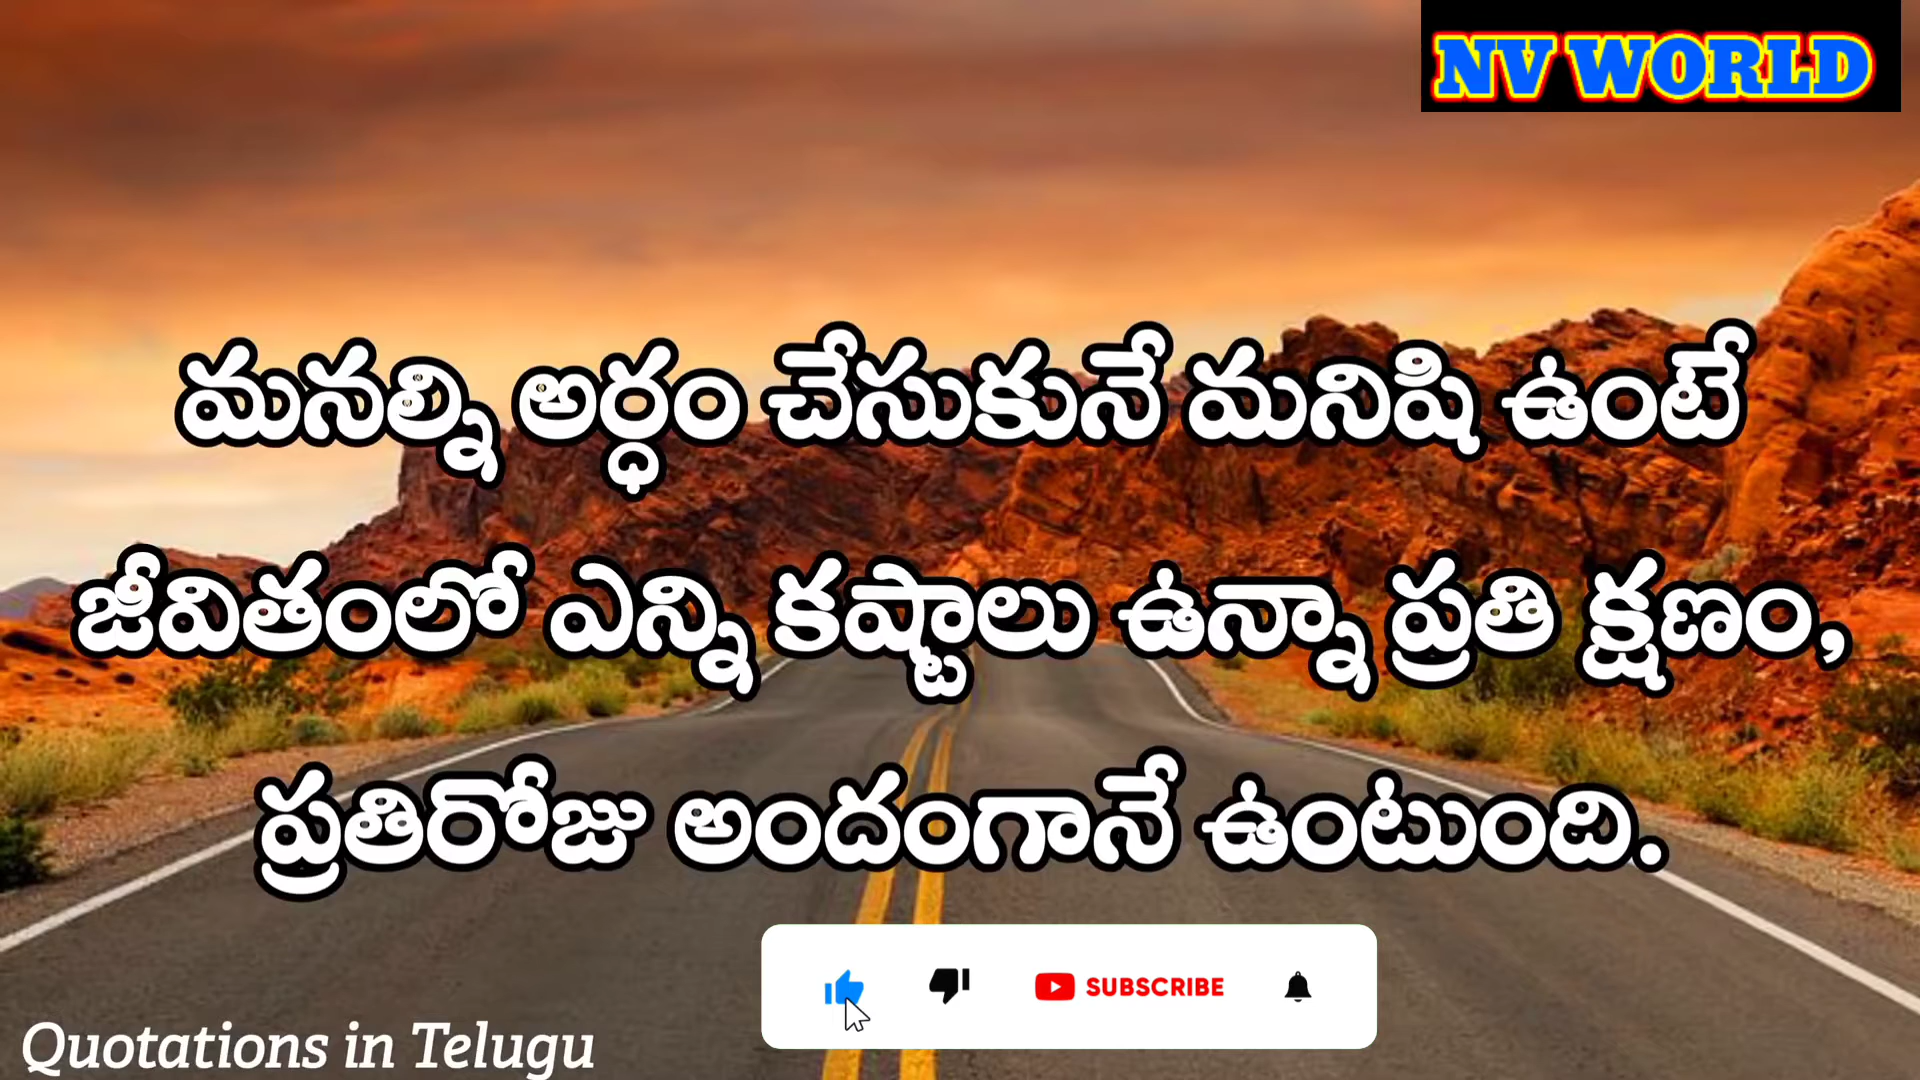 NV WORLD
మనల్ని అర్ధం చేసుకునే మనిషి ఉంటే
జీవితంలో ఎన్ని కష్టాలు ఉన్నా ప్రతి క్షణం,
ప్రతిరోజు అందంగానే ఉంటుంది.
SUBSCRIBE
Quotations in Telugu